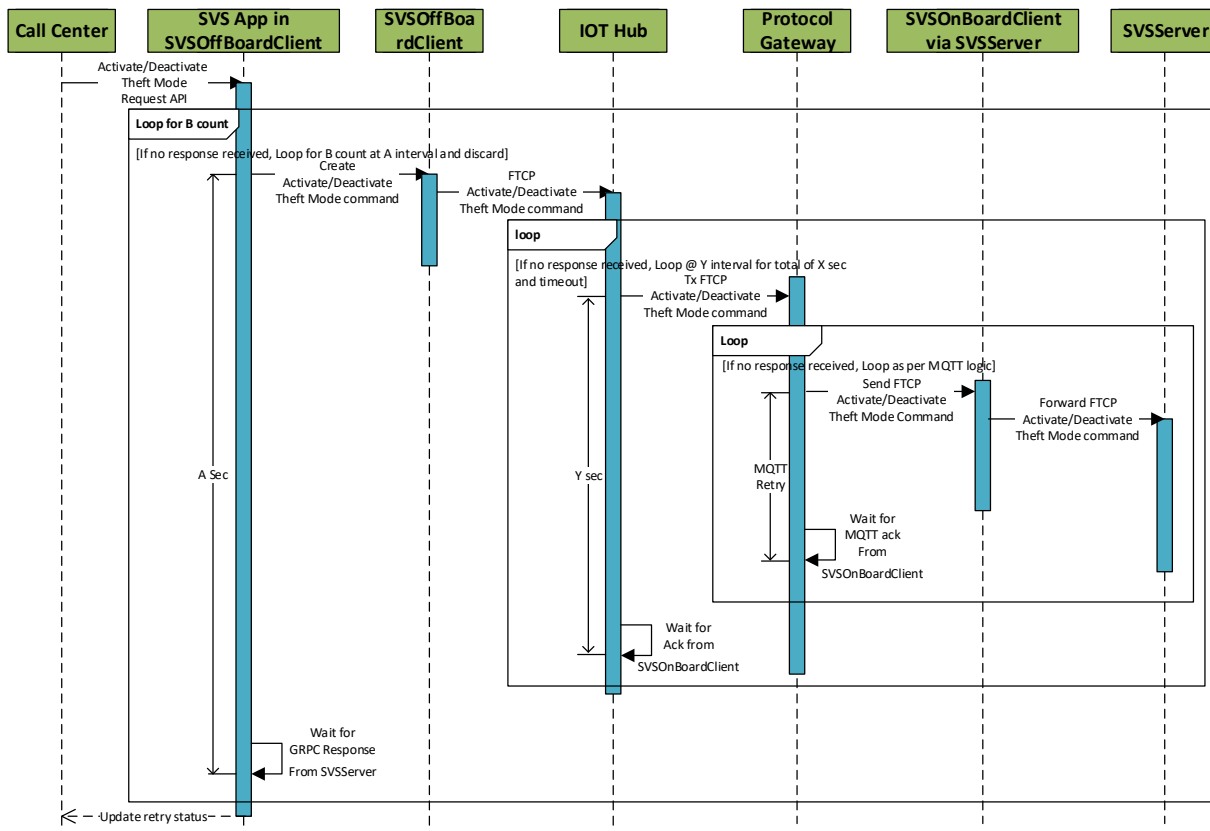 Call Center
SVS App in
SVSOffBoardClient
SVSOffBoa
rdClient
IOT Hub
Protocol
Gateway
SVSOnBoardClient
via SVSServer
SVSServer
Activate/Deactivate
Theft Mode
Request API
Loop for B count
[If no response received, Loop for B count at A interval and discard]
Create
Activate/Deactivate
Theft Mode command
FTCP
Activate/Deactivate
Theft Mode command
loop
[If no response received, Loop @ Y interval for total of X sec
and timeout]
Tx FTCP
Activate/Deactivate
Theft Mode command
Loop
[If no response received, Loop as per MQTT logic]
Send FTCP
Activate/Deactivate
Theft Mode Command
Forward FTCP
Activate/Deactivate
Theft Mode command
A Sec
Y sec
MQTT
Retry
Wait for
MQTT ack
From
SVSOnBoardClient
Wait for
Ack from
SVSOnBoardClient
Wait for
GRPC Response
From SVSServer
Update retry status